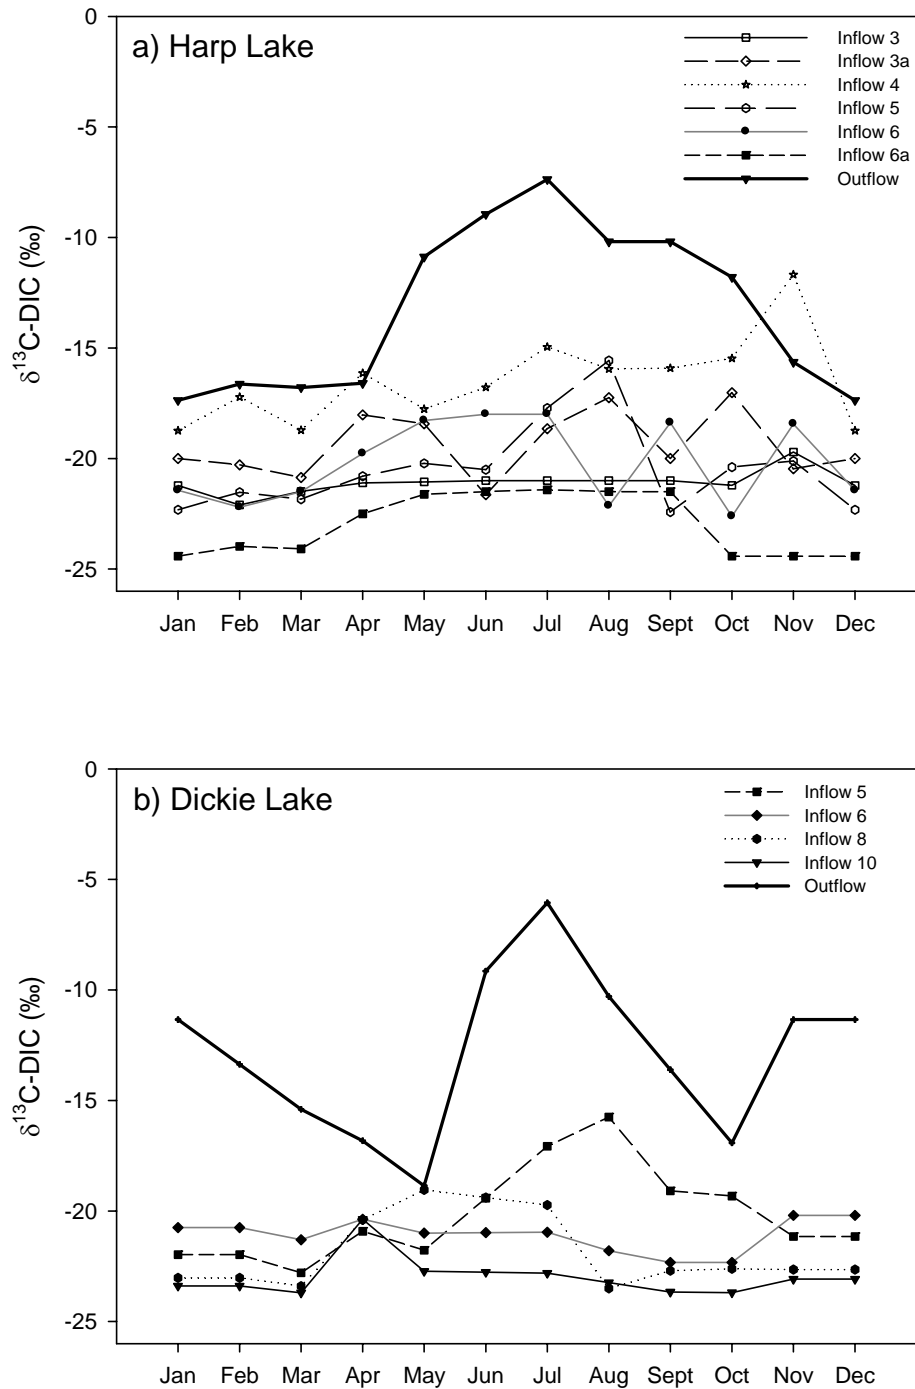 a) Harp Lake
Inflow 3
Inflow 3a
Inflow 4
Inflow 5
Inflow 6
Inflow 6a
Outflow
δ13C-DIC (‰)
0
-5
-10
-15
-20
-25
Jan Feb Mar Apr May Jun Jul Aug Sept Oct Nov Dec
b) Dickie Lake
Inflow 5
Inflow 6
Inflow 8
Inflow 10
Outflow
δ13C-DIC (‰)
0
-5
-10
-15
-20
-25
Jan Feb Mar Apr May Jun Jul Aug Sept Oct Nov Dec